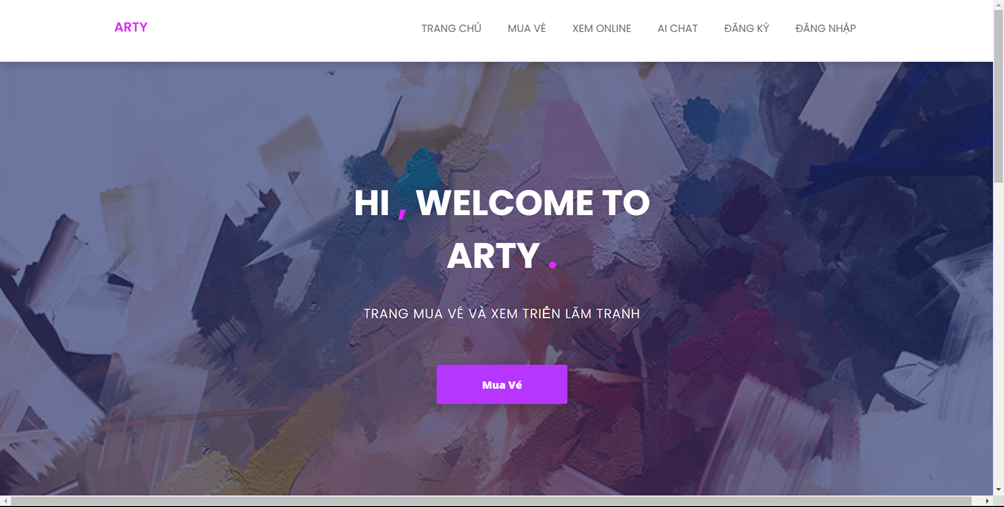 ARTY
TRANG CHỦ MUA VÉ XEM ONLINE AI CHAT ĐĂNG KÝ ĐĂNG NHẬP
HI , WELCOME TO
ARTY .
TRANG MUA VÉ VÀ XEM TRIỂN LÃM TRANH
Mua Vé